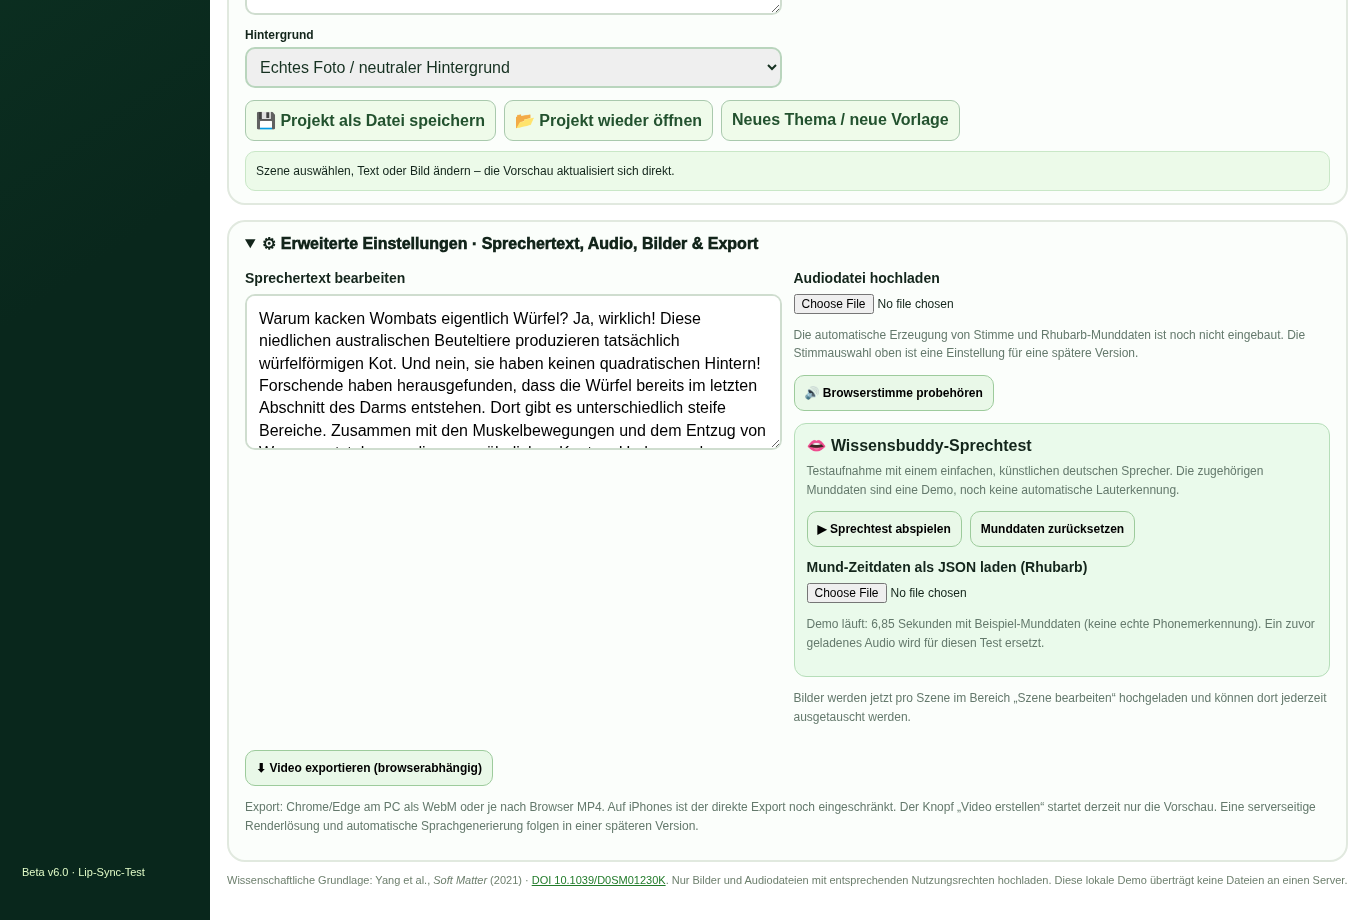 Hintergrund
Echtes Foto / neutraler Hintergrund
💾 Projekt als Datei speichern
📂 Projekt wieder öffnen
Neues Thema / neue Vorlage
Szene auswählen, Text oder Bild ändern – die Vorschau aktualisiert sich direkt.
▼ ⚙ Erweiterte Einstellungen · Sprechertext, Audio, Bilder & Export
Sprechertext bearbeiten
Warum kacken Wombats eigentlich Würfel? Ja, wirklich! Diese
niedlichen australischen Beuteltiere produzieren tatsächlich
würfelförmigen Kot. Und nein, sie haben keinen quadratischen Hintern!
Forschende haben herausgefunden, dass die Würfel bereits im letzten
Abschnitt des Darms entstehen. Dort gibt es unterschiedlich steife
Bereiche. Zusammen mit den Muskelbewegungen und dem Entzug von
Audiodatei hochladen
Choose File No file chosen
Die automatische Erzeugung von Stimme und Rhubarb-Munddaten ist noch nicht eingebaut. Die
Stimmauswahl oben ist eine Einstellung für eine spätere Version.
🔊 Browserstimme probehören
👄 Wissensbuddy-Sprechtest
Testaufnahme mit einem einfachen, künstlichen deutschen Sprecher. Die zugehörigen
Munddaten sind eine Demo, noch keine automatische Lauterkennung.
▶ Sprechtest abspielen
Munddaten zurücksetzen
Mund-Zeitdaten als JSON laden (Rhubarb)
Choose File No file chosen
Demo läuft: 6,85 Sekunden mit Beispiel-Munddaten (keine echte Phonemerkennung). Ein zuvor
geladenes Audio wird für diesen Test ersetzt.
Bilder werden jetzt pro Szene im Bereich „Szene bearbeiten“ hochgeladen und können dort jederzeit
ausgetauscht werden.
⬇ Video exportieren (browserabhängig)
Export: Chrome/Edge am PC als WebM oder je nach Browser MP4. Auf iPhones ist der direkte Export noch eingeschränkt. Der Knopf „Video erstellen“ startet derzeit nur die Vorschau. Eine serverseitige
Renderlösung und automatische Sprachgenerierung folgen in einer späteren Version.
Beta v6.0 · Lip-Sync-Test
Wissenschaftliche Grundlage: Yang et al., Soft Matter (2021) · DOI 10.1039/D0SM01230K. Nur Bilder und Audiodateien mit entsprechenden Nutzungsrechten hochladen. Diese lokale Demo überträgt keine Dateien an einen Server.